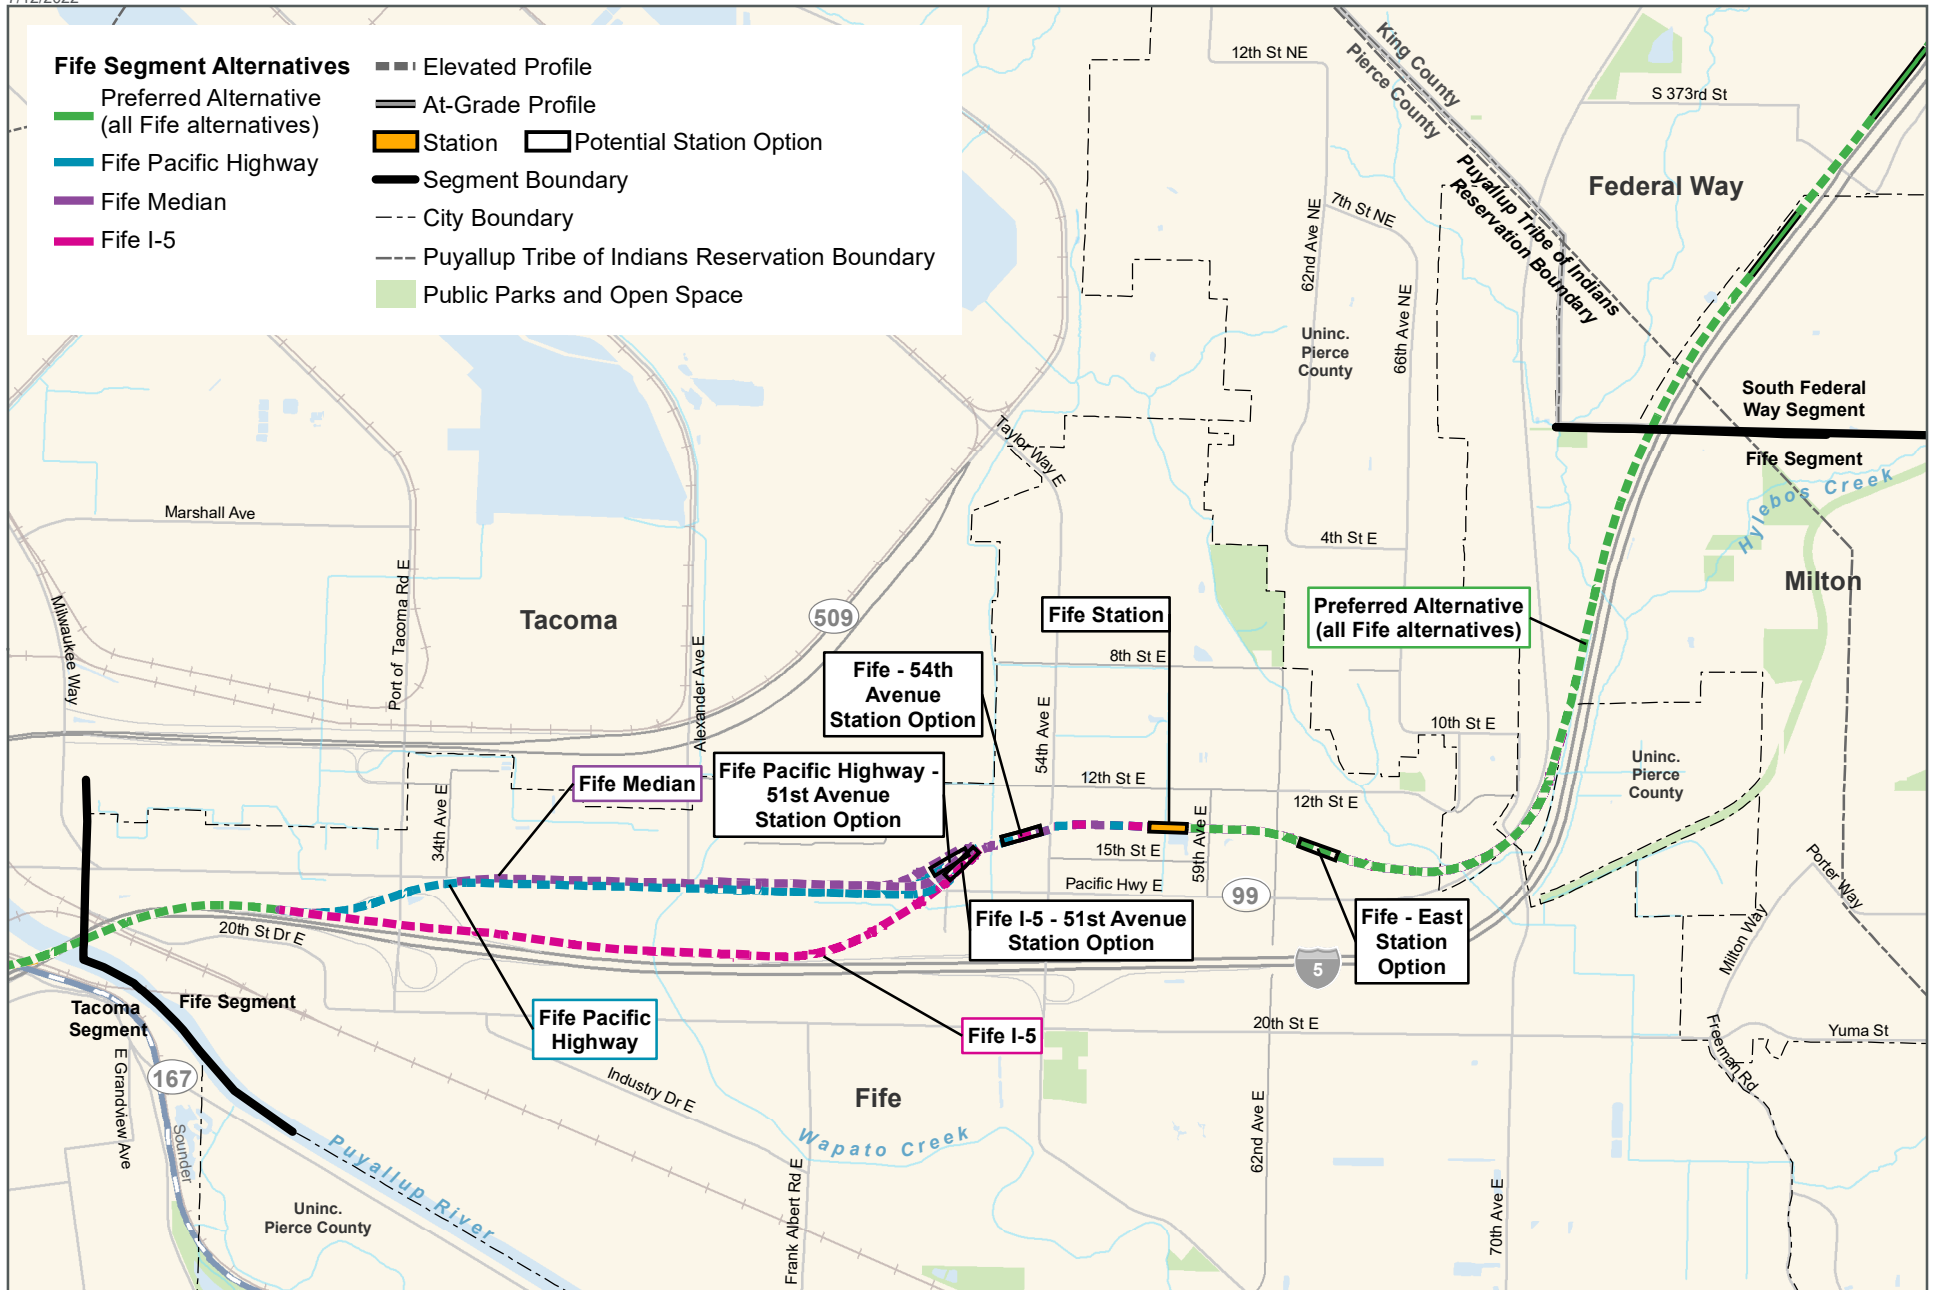 7/12/2022
Fife Segment Alternatives
Preferred Alternative
(all Fife alternatives)
Fife Pacific Highway
Fife Median
Fife I-5
Elevated Profile
At-Grade Profile
Station
Potential Station Option
Segment Boundary
City Boundary
Puyallup Tribe of Indians Reservation Boundary
Public Parks and Open Space
12th St NE
King County
Pierce County
S 373rd St
Federal Way
Puyallup Tribe of Indians
Reservation Boundary
7th St NE
62nd Ave NE
66th Ave NE
Uninc.
Pierce
County
South Federal
Way Segment
Fife Segment
Hylebos Creek
Milton
Taylor Way E
Marshall Ave
4th St E
Port of Tacoma Rd E
Tacoma
509
Milwaukee Way
Alexander Ave E
Fife Station
Preferred Alternative
(all Fife alternatives)
8th St E
Fife - 54th
Avenue
Station Option
54th Ave E
10th St E
Uninc.
Pierce
County
Fife Median
Fife Pacific Highway -
51st Avenue
Station Option
12th St E
12th St E
34th Ave E
59th Ave E
15th St E
Pacific Hwy E
99
Porter Way
Milton Way
Fife I-5 - 51st Avenue
Station Option
Fife - East
Station
Option
5
20th St Dr E
Fife Segment
Tacoma
Segment
Fife Pacific
Highway
Fife I-5
20th St E
Yuma St
Freeman Rd
167
E Grandview Ave
Sounder
Industry Dr E
Fife
Wapato Creek
Puyallup River
Frank Albert Rd E
62nd Ave E
70th Ave E
Uninc.
Pierce County